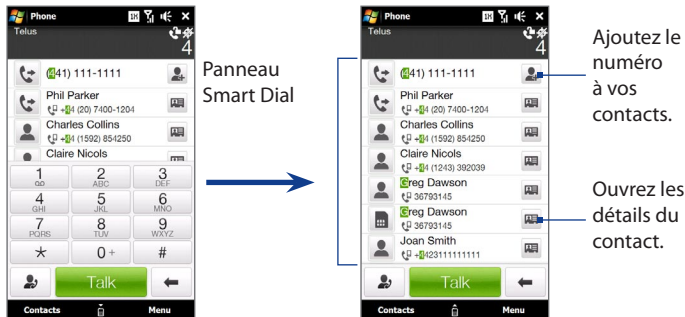 Phone
Telus
4
(441) 111-1111
Phil Parker
+44 (20) 7400-1204
Charles Collins
+44 (1592) 854250
Claire Nicols
1
2 ABC
3 DEF
4 GHI
5 JKL
6 MNO
7 PQRS
8 TUV
9 WXYZ
*
0 +
#
Talk
Contacts
Menu
Panneau
Smart Dial
Phone
Telus
4
(441) 111-1111
Phil Parker
+44 (20) 7400-1204
Charles Collins
+44 (1592) 854250
Claire Nicols
+44 (1243) 392039
Greg Dawson
36793145
Greg Dawson
36793145
Joan Smith
+4423111111111
Talk
Contacts
Menu
Ajoutez le
numéro
à vos
contacts.
Ouvrez les
détails du
contact.